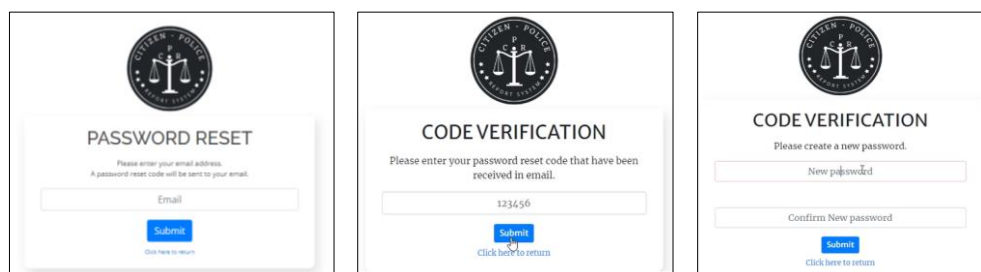 CITIZEN · POLICE
C P R
REPORT SYSTEM
PASSWORD RESET
Please enter your email address.
A password reset code will be sent to your email.
Email
Submit
Click here to return
CITIZEN · POLICE
C P R
REPORT SYSTEM
CODE VERIFICATION
Please enter your password reset code that have been
received in email.
123456
Submit
Click here to return
CITIZEN · POLICE
C P R
REPORT SYSTEM
CODE VERIFICATION
Please create a new password.
New password
Confirm New password
Submit
Click here to return